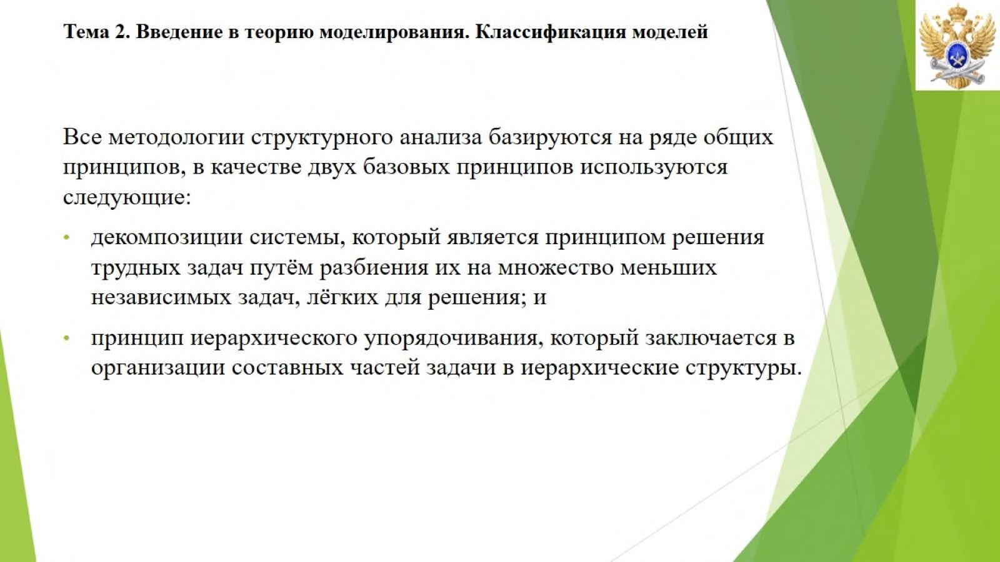 Тема 2. Введение в теорию моделирования. Классификация моделей
Все методологии структурного анализа базируются на ряде общих
принципов, в качестве двух базовых принципов используются
следующие:
• декомпозиции системы, который является принципом решения
трудных задач путём разбиения их на множество меньших
независимых задач, лёгких для решения; и
• принцип иерархического упорядочивания, который заключается в
организации составных частей задачи в иерархические структуры.